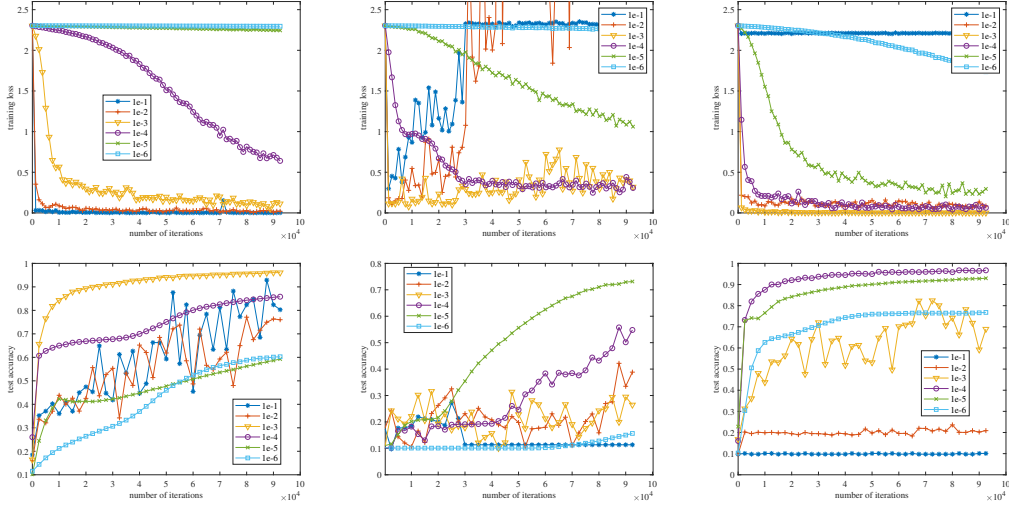 2.5
2
1.5
1
0.5
0
training loss
1e-1
1e-2
1e-3
1e-4
1e-5
1e-6
0 1 2 3 4 5 6 7 8 9 10
number of iterations
×10⁴
2.5
2
1.5
1
0.5
0
training loss
1e-1
1e-2
1e-3
1e-4
1e-5
1e-6
0 1 2 3 4 5 6 7 8 9 10
number of iterations
×10⁴
2.5
2
1.5
1
0.5
0
training loss
1e-1
1e-2
1e-3
1e-4
1e-5
1e-6
0 1 2 3 4 5 6 7 8 9 10
number of iterations
×10⁴
1
0.9
0.8
0.7
0.6
0.5
0.4
0.3
0.2
0.1
test accuracy
1e-1
1e-2
1e-3
1e-4
1e-5
1e-6
0 1 2 3 4 5 6 7 8 9 10
number of iterations
×10⁴
0.8
0.7
0.6
0.5
0.4
0.3
0.2
0.1
0
test accuracy
1e-1
1e-2
1e-3
1e-4
1e-5
1e-6
0 1 2 3 4 5 6 7 8 9 10
number of iterations
×10⁴
1
0.9
0.8
0.7
0.6
0.5
0.4
0.3
0.2
0.1
0
test accuracy
1e-1
1e-2
1e-3
1e-4
1e-5
1e-6
0 1 2 3 4 5 6 7 8 9 10
number of iterations
×10⁴